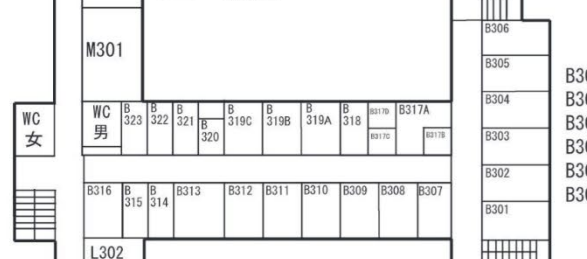 M301
B306
B305
B304
B303
B302
B301
WC
女
WC
男
B
323
B
322
B
321
B
320
B
319C
B
319B
B
319A
B
318
B317D
B317C
B317A
B317B
B316
B
315
B
314
B313
B312
B311
B310
B309
B308
B307
L302